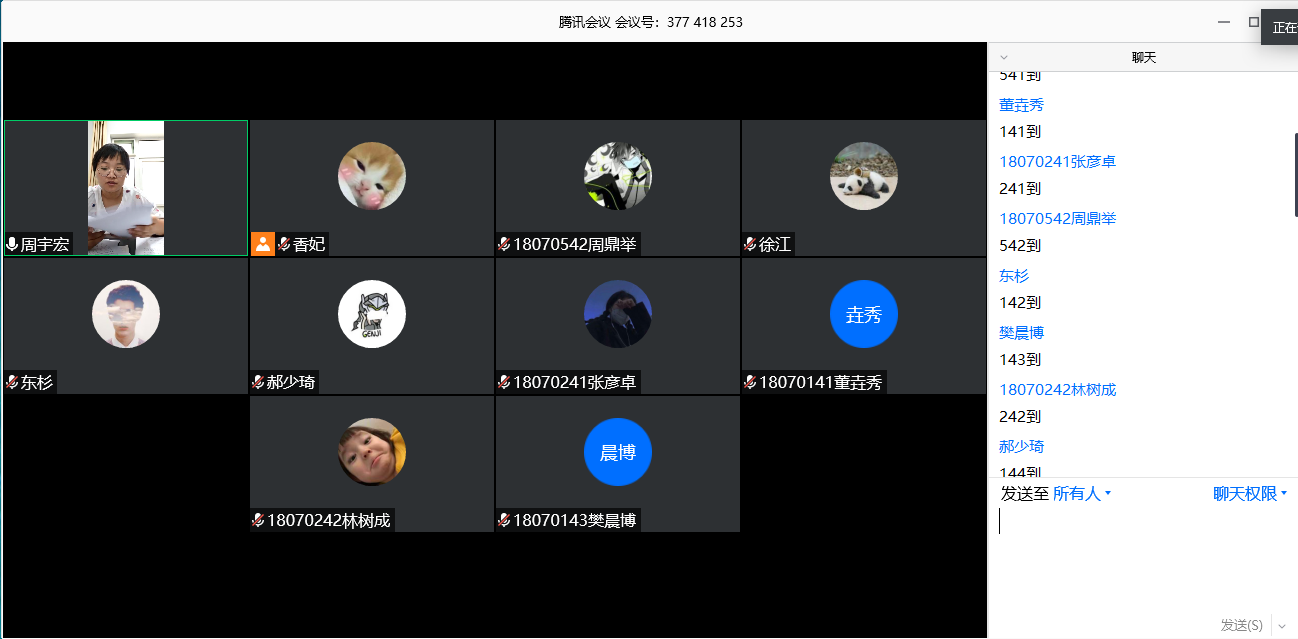 腾讯会议 会议号：377 418 253
正在
周宇宏
香妃
18070542周鼎举
徐江
东杉
GENJI
郝少琦
18070241张彦卓
垚秀
18070141董垚秀
18070242林树成
晨博
18070143樊晨博
聊天
541到
董垚秀
141到
18070241张彦卓
241到
18070542周鼎举
542到
东杉
142到
樊晨博
143到
18070242林树成
242到
郝少琦
144到
发送至 所有人 聊天权限
发送(S)